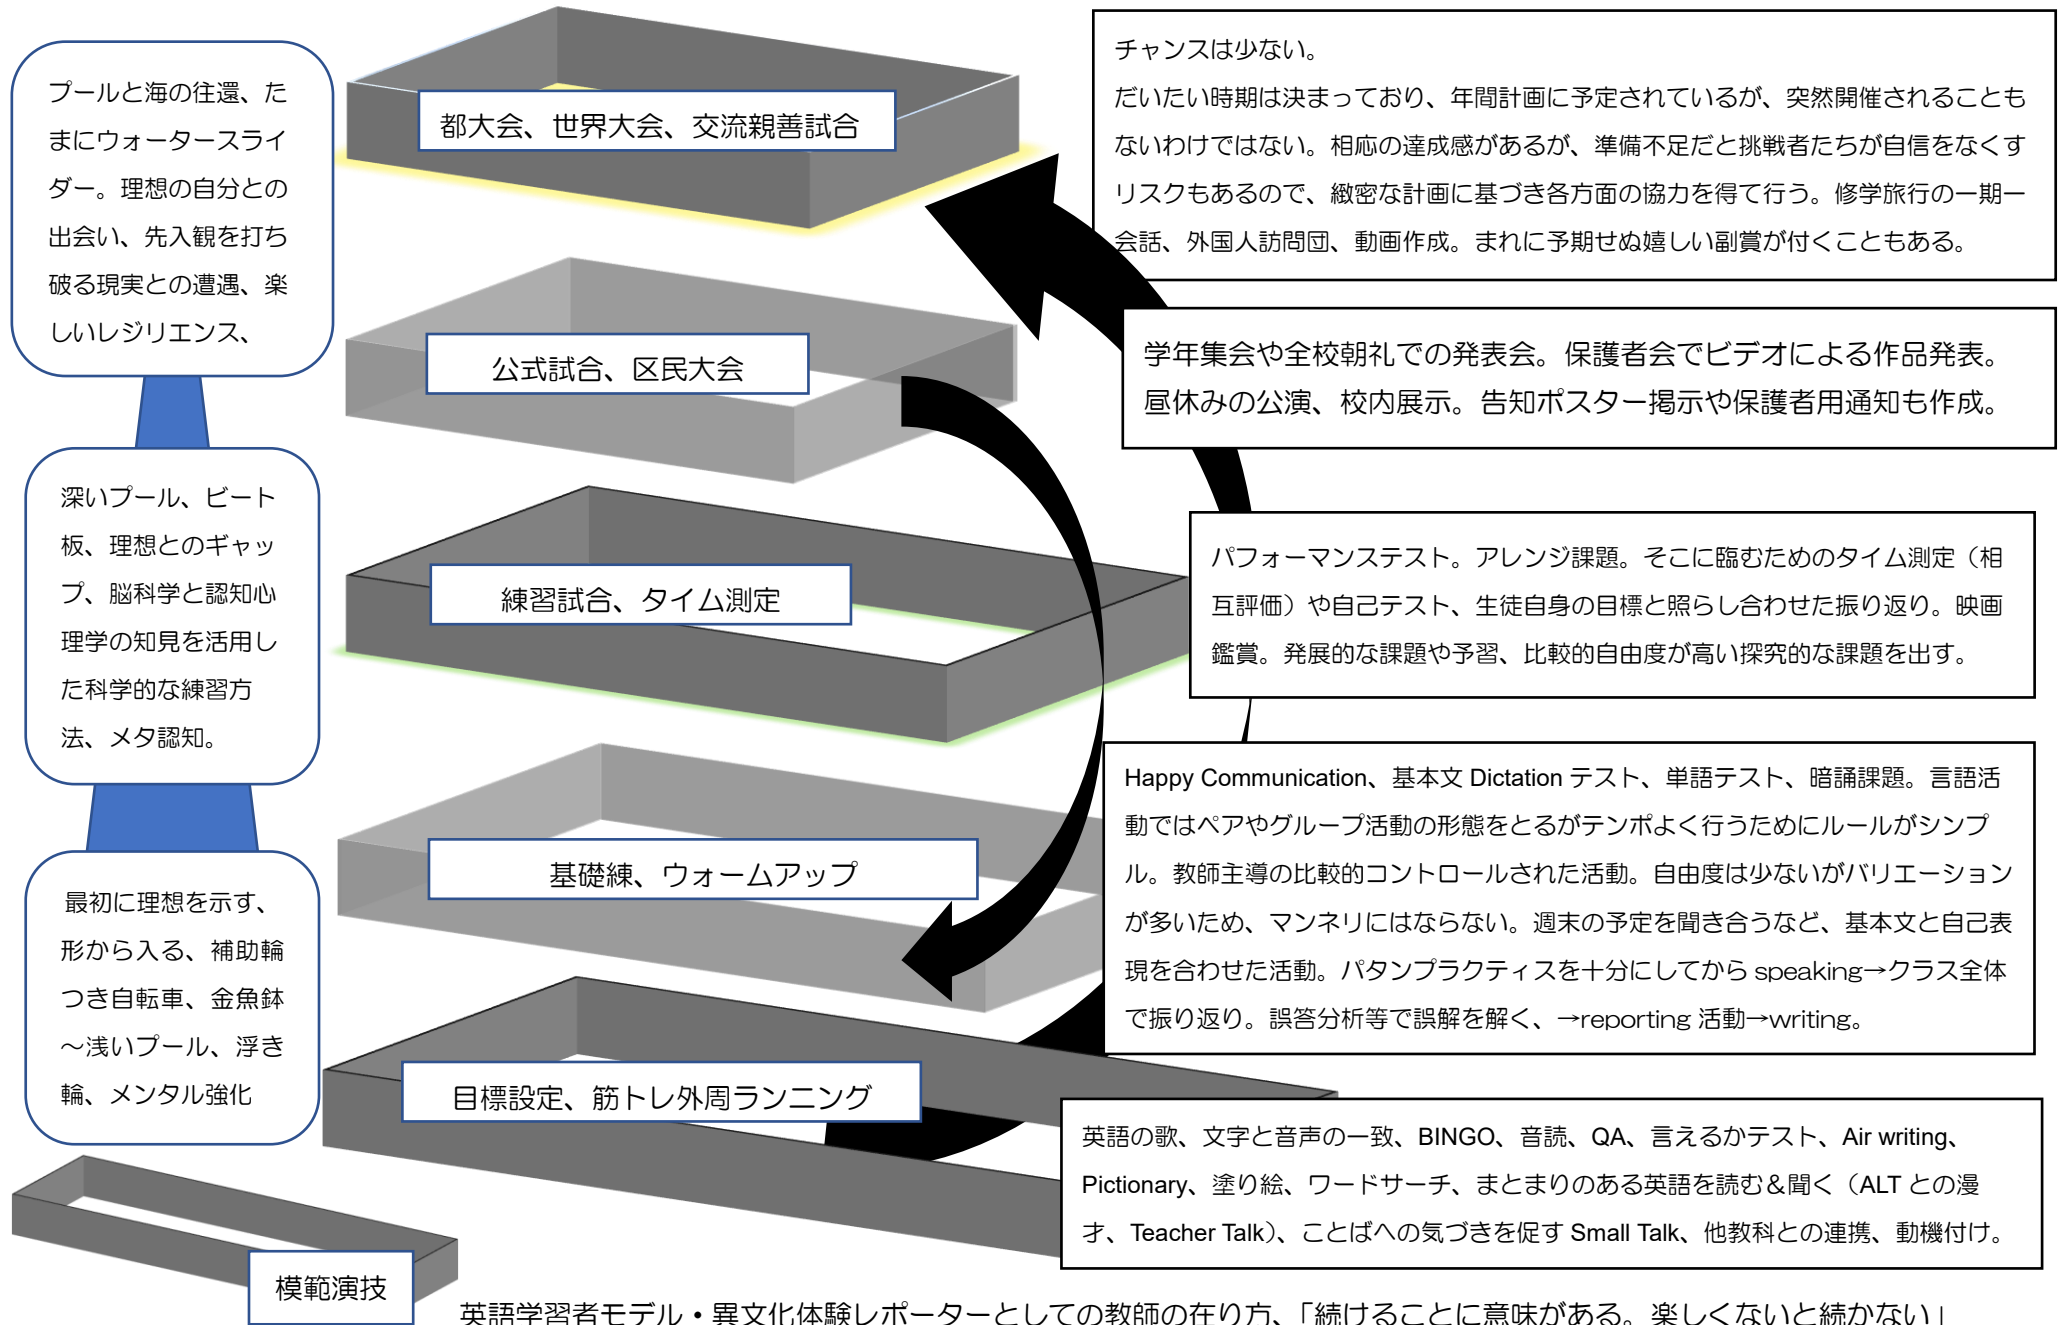 プールと海の往還、た
まにウォータースライ
ダー。理想の自分との
出会い、先入観を打ち
破る現実との遭遇、楽
しいレジリエンス、
深いプール、ビート
板、理想とのギャッ
プ、脳科学と認知心
理学の知見を活用し
た科学的な練習方
法、メタ認知。
最初に理想を示す、
形から入る、補助輪
つき自転車、金魚鉢
～浅いプール、浮き
輪、メンタル強化
都大会、世界大会、交流親善試合
公式試合、区民大会
練習試合、タイム測定
基礎練、ウォームアップ
目標設定、筋トレ外周ランニング
模範演技
チャンスは少ない。
だいたい時期は決まっており、年間計画に予定されているが、突然開催されることも
ないわけではない。相応の達成感があるが、準備不足だと挑戦者たちが自信をなくす
リスクもあるので、緻密な計画に基づき各方面の協力を得て行う。修学旅行の一期一
会話、外国人訪問団、動画作成。まれに予期せぬ嬉しい副賞が付くこともある。
学年集会や全校朝礼での発表会。保護者会でビデオによる作品発表。
昼休みの公演、校内展示。告知ポスター掲示や保護者用通知も作成。
パフォーマンステスト。アレンジ課題。そこに臨むためのタイム測定（相
互評価）や自己テスト、生徒自身の目標と照らし合わせた振り返り。映画
鑑賞。発展的な課題や予習、比較的自由度が高い探究的な課題を出す。
Happy Communication、基本文 Dictation テスト、単語テスト、暗誦課題。言語活
動ではペアやグループ活動の形態をとるがテンポよく行うためにルールがシンプ
ル。教師主導の比較的コントロールされた活動。自由度は少ないがバリエーション
が多いため、マンネリにはならない。週末の予定を聞き合うなど、基本文と自己表
現を合わせた活動。パタンプラクティスを十分にしてから speaking→クラス全体
で振り返り。誤答分析等で誤解を解く、→reporting 活動→writing。
英語の歌、文字と音声の一致、BINGO、音読、QA、言えるかテスト、Air writing、
Pictionary、塗り絵、ワードサーチ、まとまりのある英語を読む＆聞く（ALT との漫
才、Teacher Talk）、ことばへの気づきを促す Small Talk、他教科との連携、動機付け。
英語学習者モデル・異文化体験レポーターとしての教師の在り方、「続けることに意味がある。楽しくないと続かない」